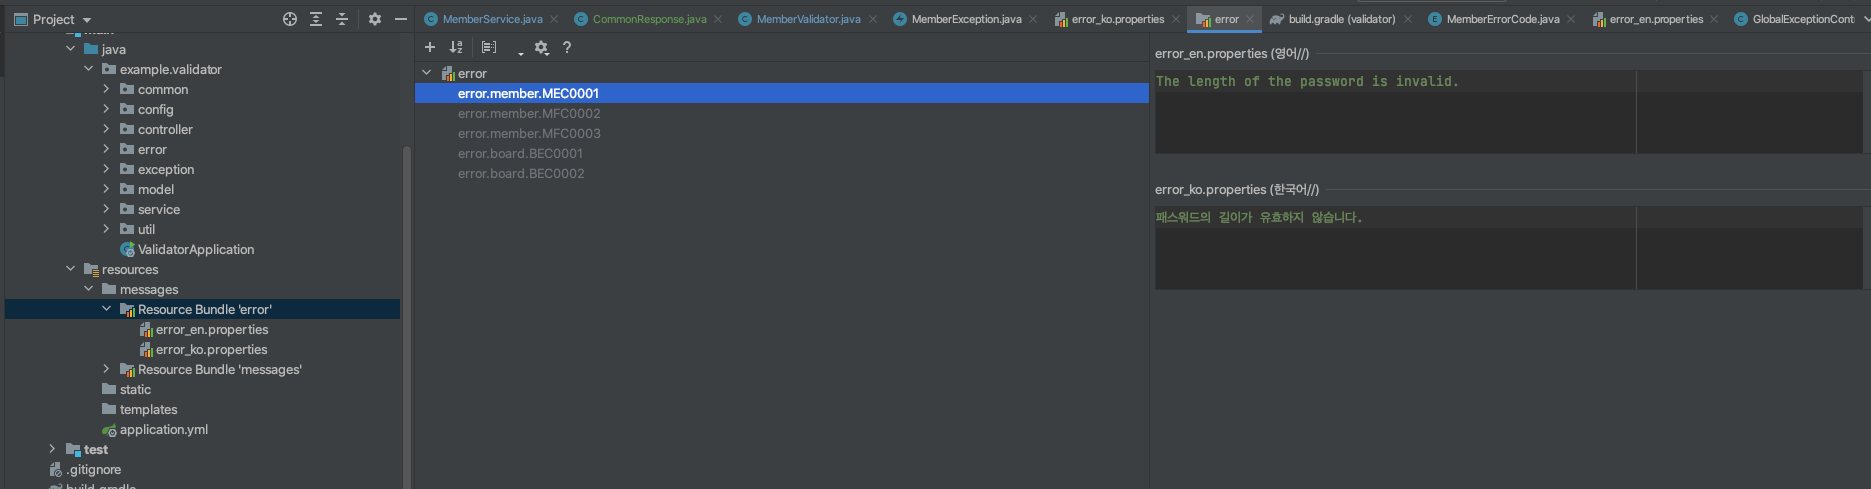 Project
MemberService.java
CommonResponse.java
MemberValidator.java
MemberException.java
error_ko.properties
error
build.gradle (validator)
MemberErrorCode.java
error_en.properties
GlobalExceptionCont
main
java
example.validator
common
config
controller
error
exception
model
service
util
ValidatorApplication
resources
messages
Resource Bundle 'error'
error_en.properties
error_ko.properties
Resource Bundle 'messages'
static
templates
application.yml
test
.gitignore
build.gradle
error
error.member.MEC0001
error.member.MFC0002
error.member.MFC0003
error.board.BEC0001
error.board.BEC0002
error_en.properties (영어//)
The length of the password is invalid.
error_ko.properties (한국어//)
패스워드의 길이가 유효하지 않습니다.